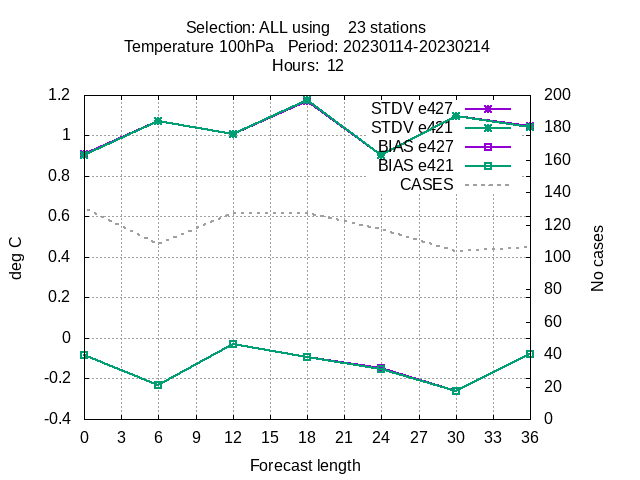 Selection: ALL using    23 stations
Temperature 100hPa   Period: 20230114-20230214
Hours:  12
deg C
1.2
1
0.8
0.6
0.4
0.2
0
-0.2
-0.4
STDV e427
STDV e421
BIAS e427
BIAS e421
CASES
200
180
160
140
120
100
80
60
40
20
0
No cases
0 3 6 9 12 15 18 21 24 27 30 33 36
Forecast length